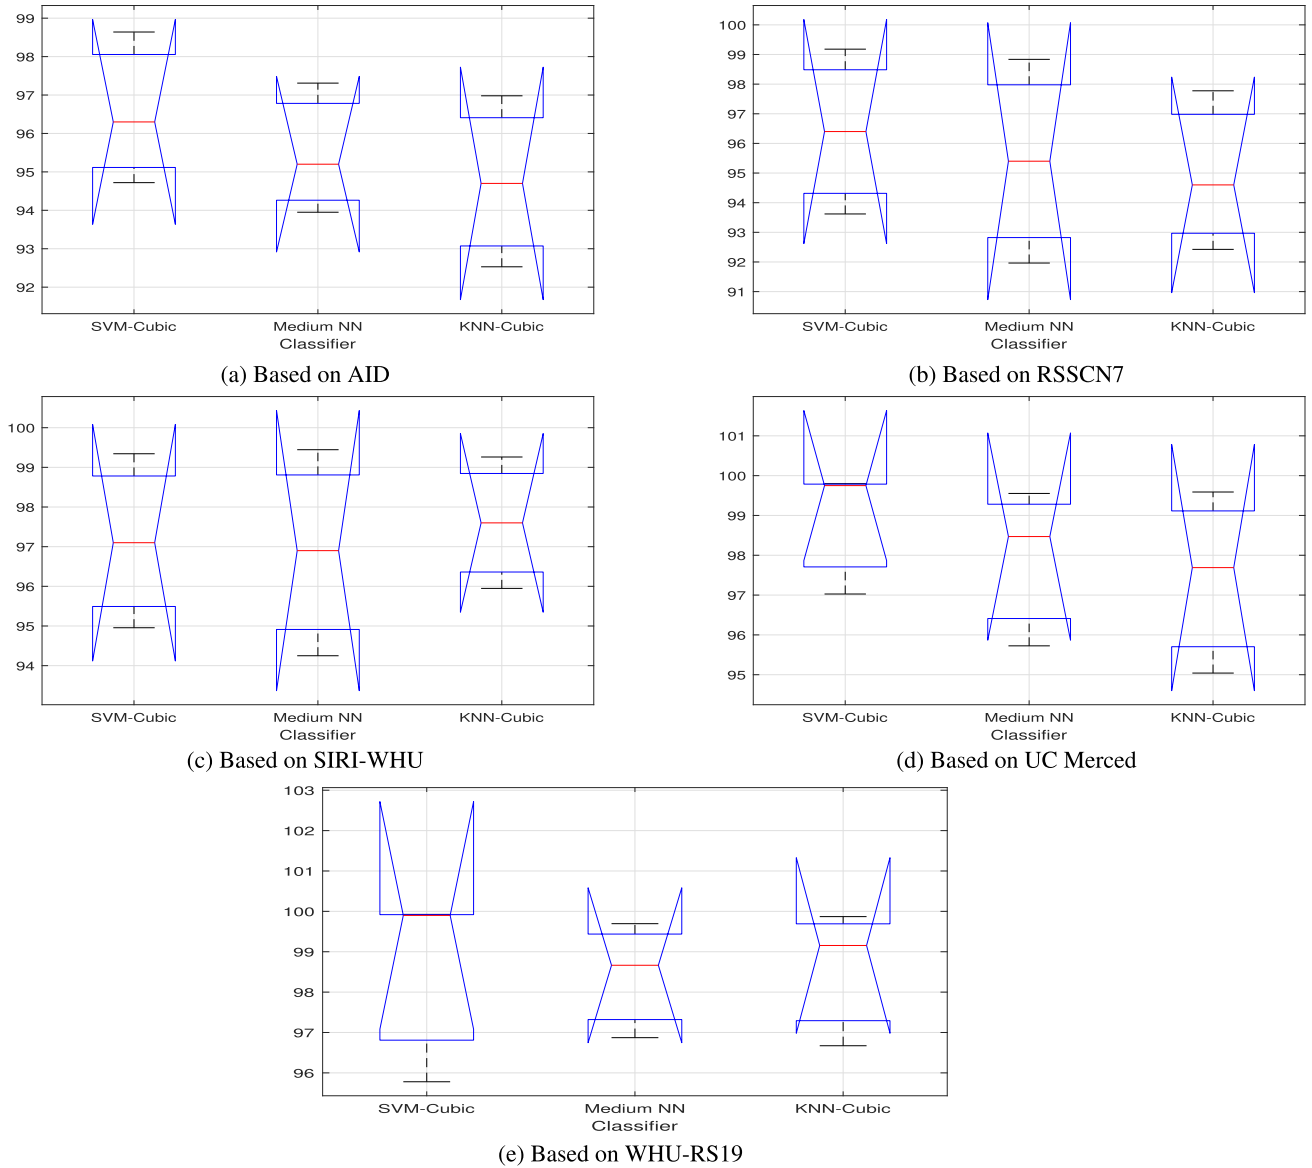 99
98
97
96
95
94
93
92
SVM-Cubic Medium NN KNN-Cubic
Classifier
(a) Based on AID
100
99
98
97
96
95
94
93
92
91
SVM-Cubic Medium NN KNN-Cubic
Classifier
(b) Based on RSSCN7
100
99
98
97
96
95
94
SVM-Cubic Medium NN KNN-Cubic
Classifier
(c) Based on SIRI-WHU
101
100
99
98
97
96
95
SVM-Cubic Medium NN KNN-Cubic
Classifier
(d) Based on UC Merced
103
102
101
100
99
98
97
96
SVM-Cubic Medium NN KNN-Cubic
Classifier
(e) Based on WHU-RS19